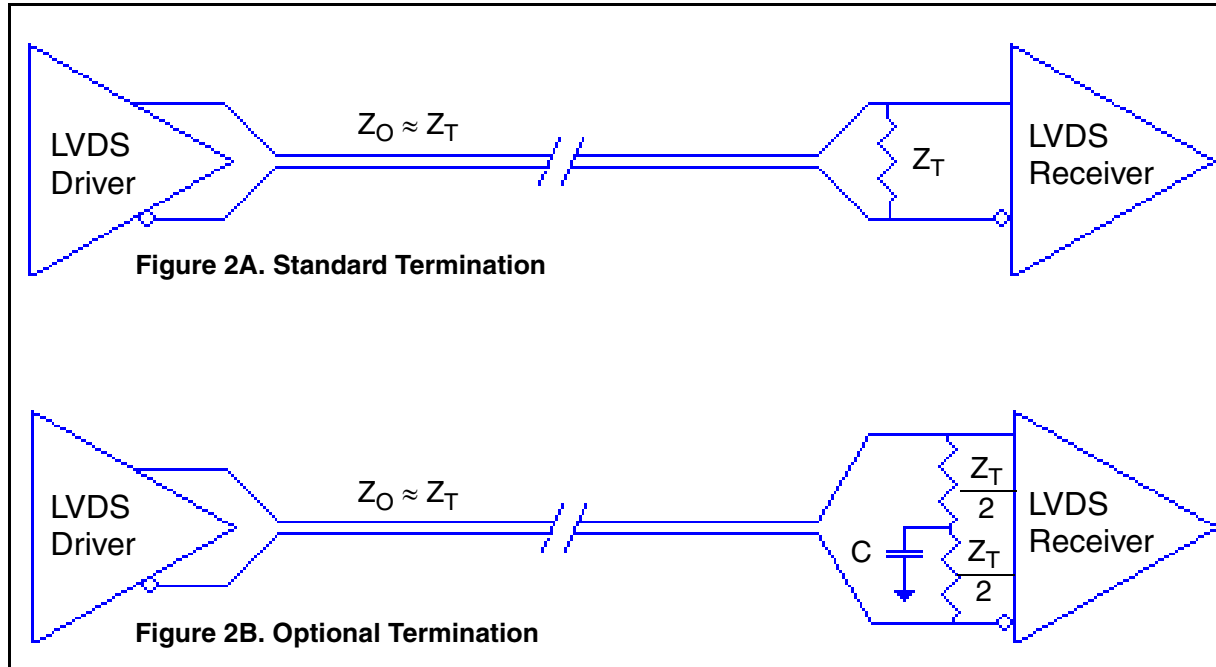 LVDS
Driver
Z_O ≈ Z_T
Z_T
LVDS
Receiver
Figure 2A. Standard Termination
LVDS
Driver
Z_O ≈ Z_T
C
Z_T
2
Z_T
2
LVDS
Receiver
Figure 2B. Optional Termination